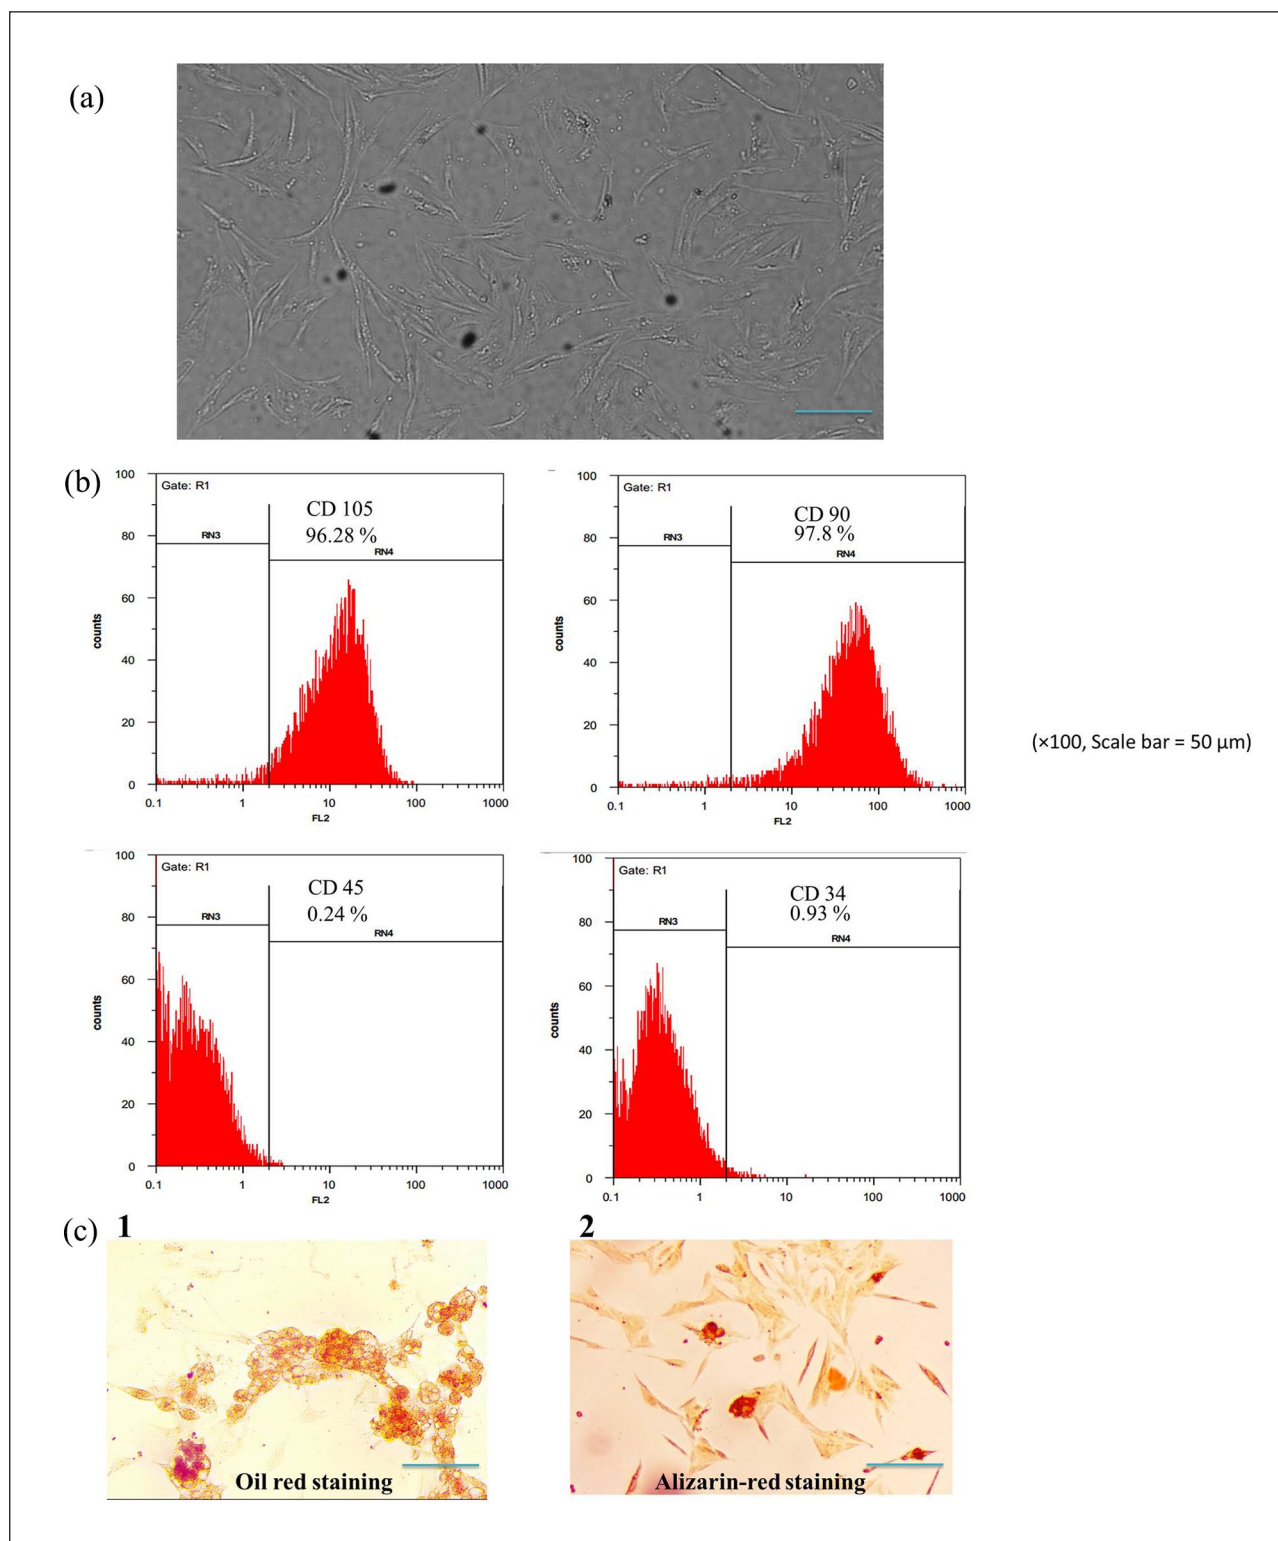 (a)
(b)
100
80
60
40
20
0
counts
Gate: R1
CD 105
96.28 %
RN3
RN4
0.1
1
10
100
1000
FL2
100
80
60
40
20
0
counts
Gate: R1
CD 90
97.8 %
RN3
RN4
0.1
1
10
100
1000
FL2
(×100, Scale bar = 50 μm)
100
80
60
40
20
0
counts
Gate: R1
CD 45
0.24 %
RN3
RN4
0.1
1
10
100
1000
FL2
100
80
60
40
20
0
counts
Gate: R1
CD 34
0.93 %
RN3
RN4
0.1
1
10
100
1000
(c)
1
Oil red staining
2
Alizarin-red staining